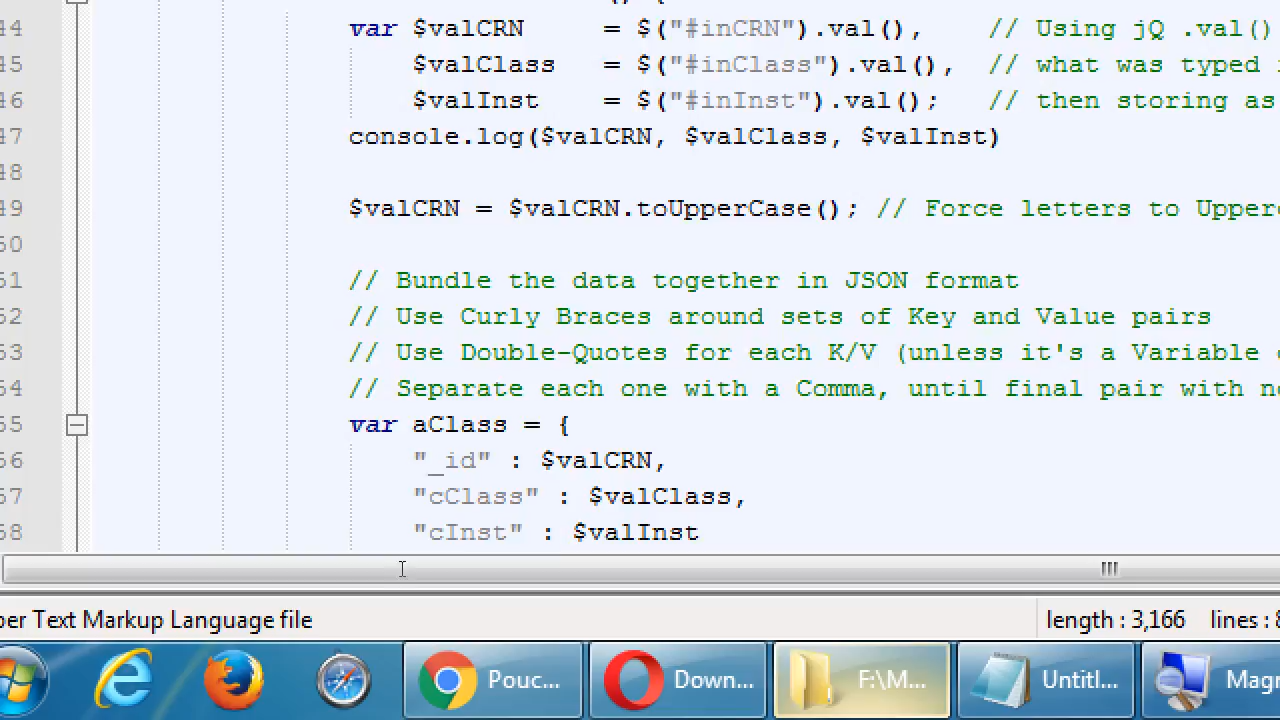 44 var $valCRN = $("#inCRN").val(), // Using jQ .val()
45 $valClass = $("#inClass").val(), // what was typed
46 $valInst = $("#inInst").val(); // then storing as
47 console.log($valCRN, $valClass, $valInst)
48
49 $valCRN = $valCRN.toUpperCase(); // Force letters to Upper
50
51 // Bundle the data together in JSON format
52 // Use Curly Braces around sets of Key and Value pairs
53 // Use Double-Quotes for each K/V (unless it's a Variable
54 // Separate each one with a Comma, until final pair with
55 var aClass = {
56 "_id" : $valCRN,
57 "cClass" : $valClass,
58 "cInst" : $valInst
per Text Markup Language file length : 3,166 lines : 8
Pouc... Down... F:\M... Untitl... Magn